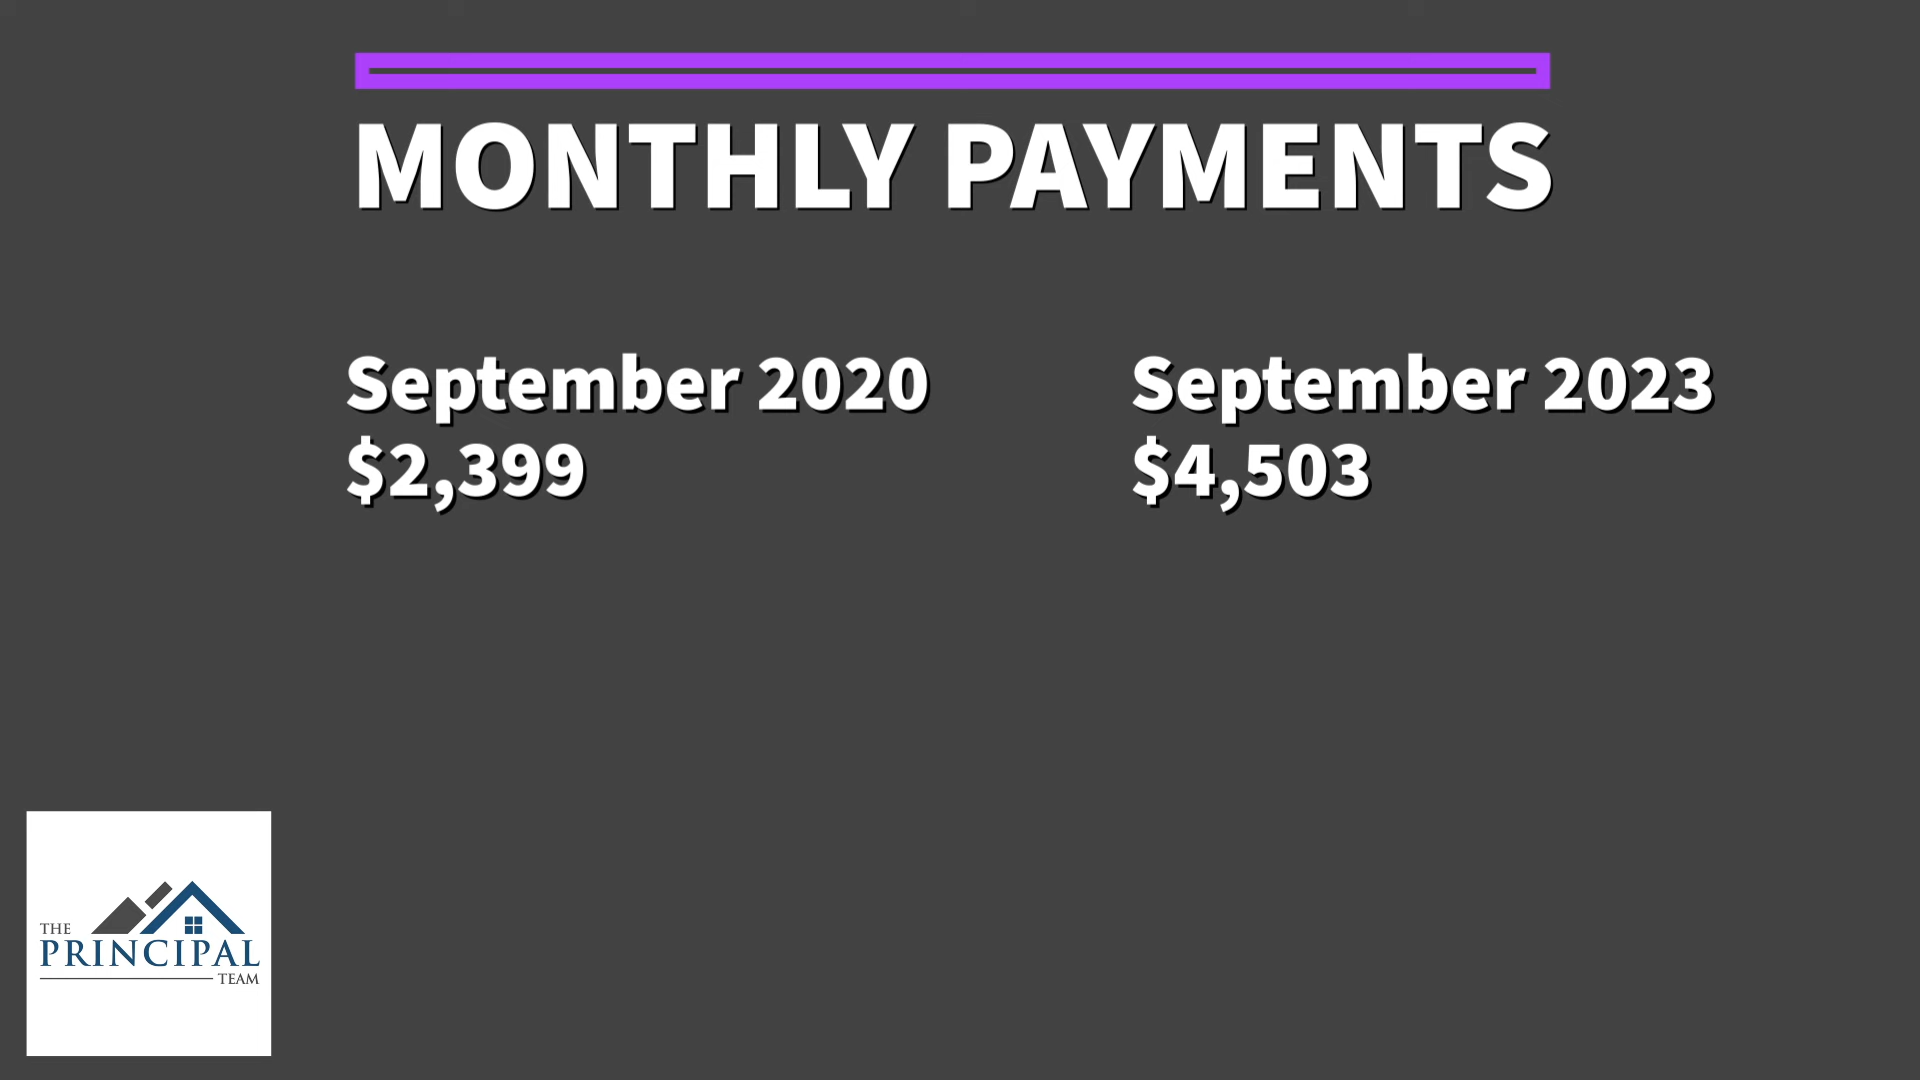 MONTHLY PAYMENTS
September 2020
$2,399
September 2023
$4,503
THE
PRINCIPAL
TEAM